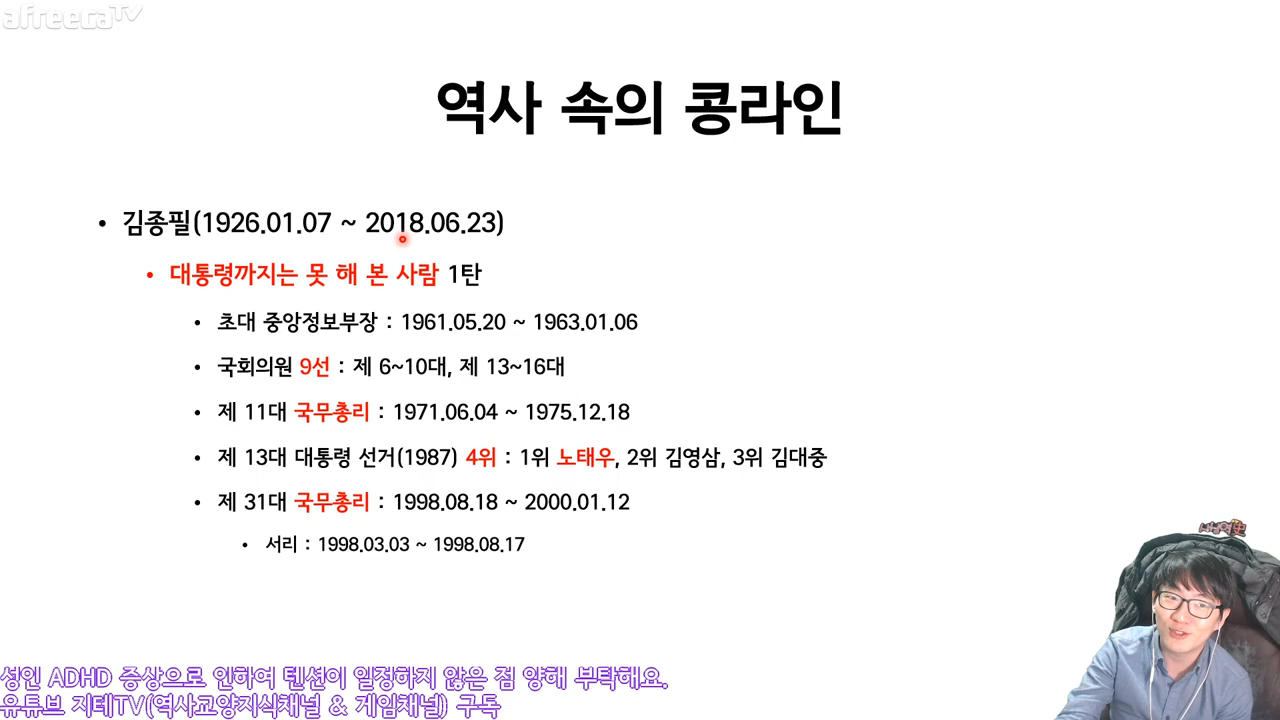 afreecaTV
역사 속의 콩라인
• 김종필(1926.01.07 ~ 2018.06.23)
• 대통령까지는 못 해 본 사람 1탄
• 초대 중앙정보부장 : 1961.05.20 ~ 1963.01.06
• 국회의원 9선 : 제 6~10대, 제 13~16대
• 제 11대 국무총리 : 1971.06.04 ~ 1975.12.18
• 제 13대 대통령 선거(1987) 4위 : 1위 노태우, 2위 김영삼, 3위 김대중
• 제 31대 국무총리 : 1998.08.18 ~ 2000.01.12
• 서리 : 1998.03.03 ~ 1998.08.17
성인 ADHD 증상으로 인하여 텐션이 일정하지 않은 점 양해 부탁해요.
유튜브 지테TV(역사교양지식채널 & 게임채널) 구독